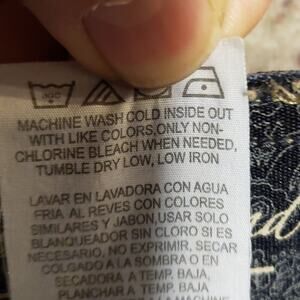 MACHINE WASH COLD INSIDE OUT
WITH LIKE COLORS,ONLY NON-
CHLORINE BLEACH WHEN NEEDED,
TUMBLE DRY LOW, LOW IRON
LAVAR EN LAVADORA CON AGUA
FRIA AL REVES CON COLORES
SIMILARES Y JABON,USAR SOLO
BLANQUEADOR SIN CLORO SI ES
NECESARIO, NO EXPRIMIR, SECAR
COLGADO A LA SOMBRA O EN
SECADORA A TEMP. BAJA,
PLANCHAR A TEMP. BAJA